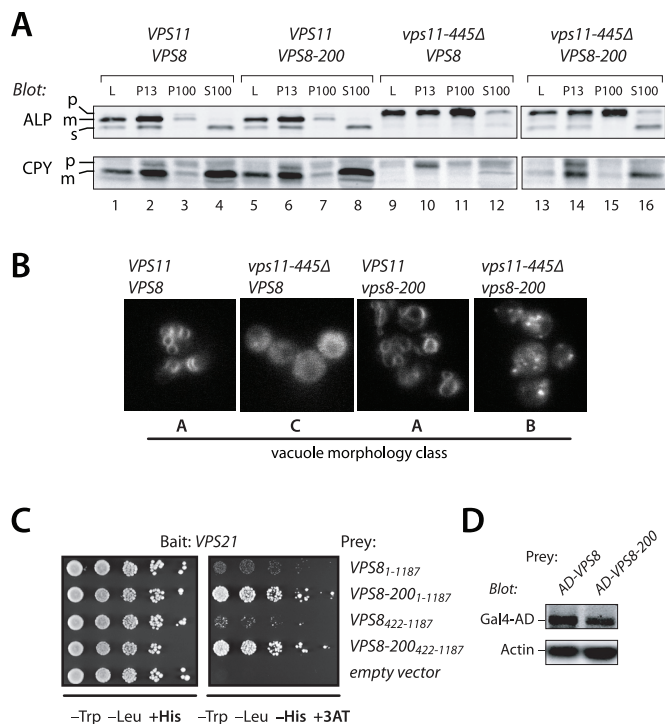 A
VPS11 VPS11 vps11-445Δ vps11-445Δ
VPS8 VPS8-200 VPS8 VPS8-200
Blot: L P13 P100 S100 L P13 P100 S100 L P13 P100 S100 L P13 P100 S100
p
ALP m
s
CPY p
m
1 2 3 4 5 6 7 8 9 10 11 12 13 14 15 16
B
VPS11 vps11-445Δ VPS11 vps11-445Δ
VPS8 VPS8 vps8-200 vps8-200
A C A B
vacuole morphology class
C
Bait: VPS21 Prey:
VPS8₁₋₁₁₈₇
VPS8-200₁₋₁₁₈₇
VPS8₄₂₂₋₁₁₈₇
VPS8-200₄₂₂₋₁₁₈₇
empty vector
–Trp –Leu +His –Trp –Leu –His +3AT
D
Prey:
Blot: AD-VPS8 AD-VPS8-200
Gal4-AD
Actin